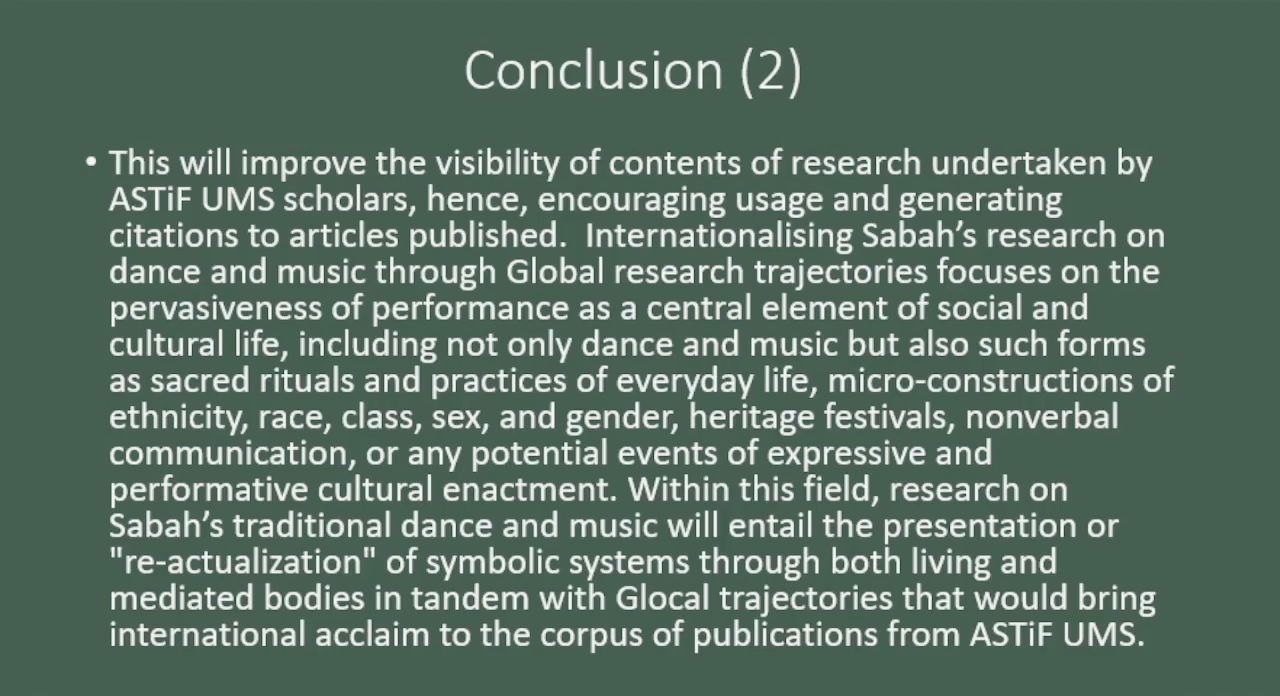 Conclusion (2)
• This will improve the visibility of contents of research undertaken by
ASTiF UMS scholars, hence, encouraging usage and generating
citations to articles published.  Internationalising Sabah’s research on
dance and music through Global research trajectories focuses on the
pervasiveness of performance as a central element of social and
cultural life, including not only dance and music but also such forms
as sacred rituals and practices of everyday life, micro-constructions of
ethnicity, race, class, sex, and gender, heritage festivals, nonverbal
communication, or any potential events of expressive and
performative cultural enactment. Within this field, research on
Sabah’s traditional dance and music will entail the presentation or
"re-actualization" of symbolic systems through both living and
mediated bodies in tandem with Glocal trajectories that would bring
international acclaim to the corpus of publications from ASTiF UMS.